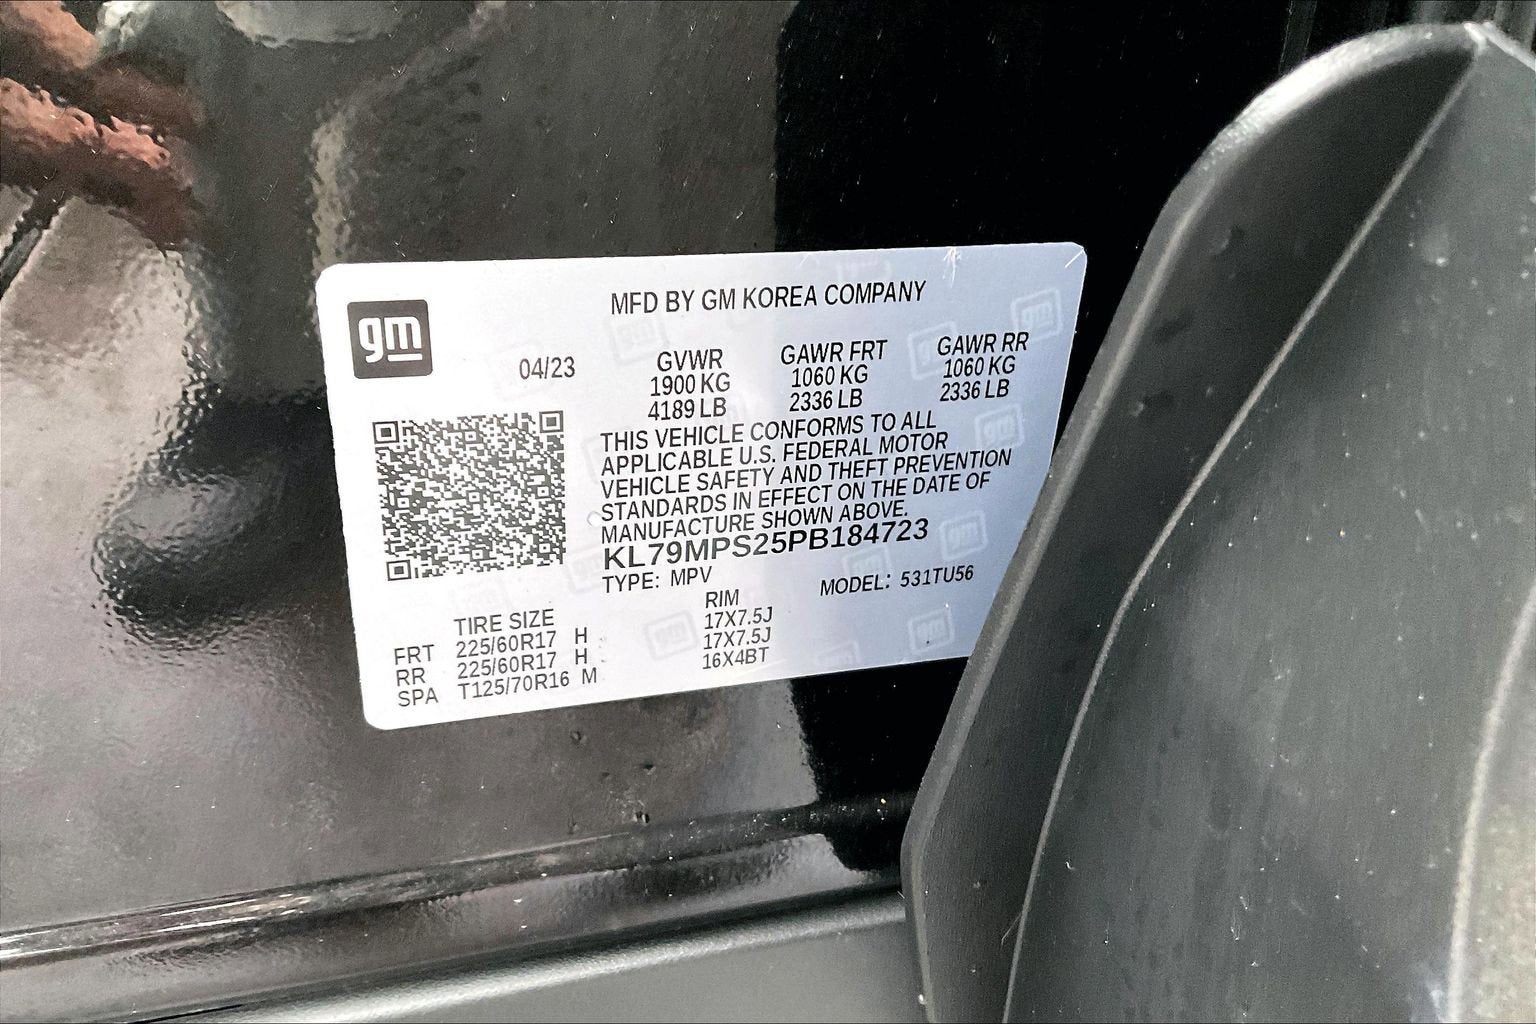 gm
MFD BY GM KOREA COMPANY
04/23
GVWR GAWR FRT GAWR RR
1900 KG 1060 KG 1060 KG
4189 LB 2336 LB 2336 LB
THIS VEHICLE CONFORMS TO ALL
APPLICABLE U.S. FEDERAL MOTOR
VEHICLE SAFETY AND THEFT PREVENTION
STANDARDS IN EFFECT ON THE DATE OF
MANUFACTURE SHOWN ABOVE.
KL79MPS25PB184723
TYPE: MPV MODEL: 531TU56
TIRE SIZE RIM
FRT 225/60R17 H 17X7.5J
RR 225/60R17 H 17X7.5J
SPA T125/70R16 M 16X4BT